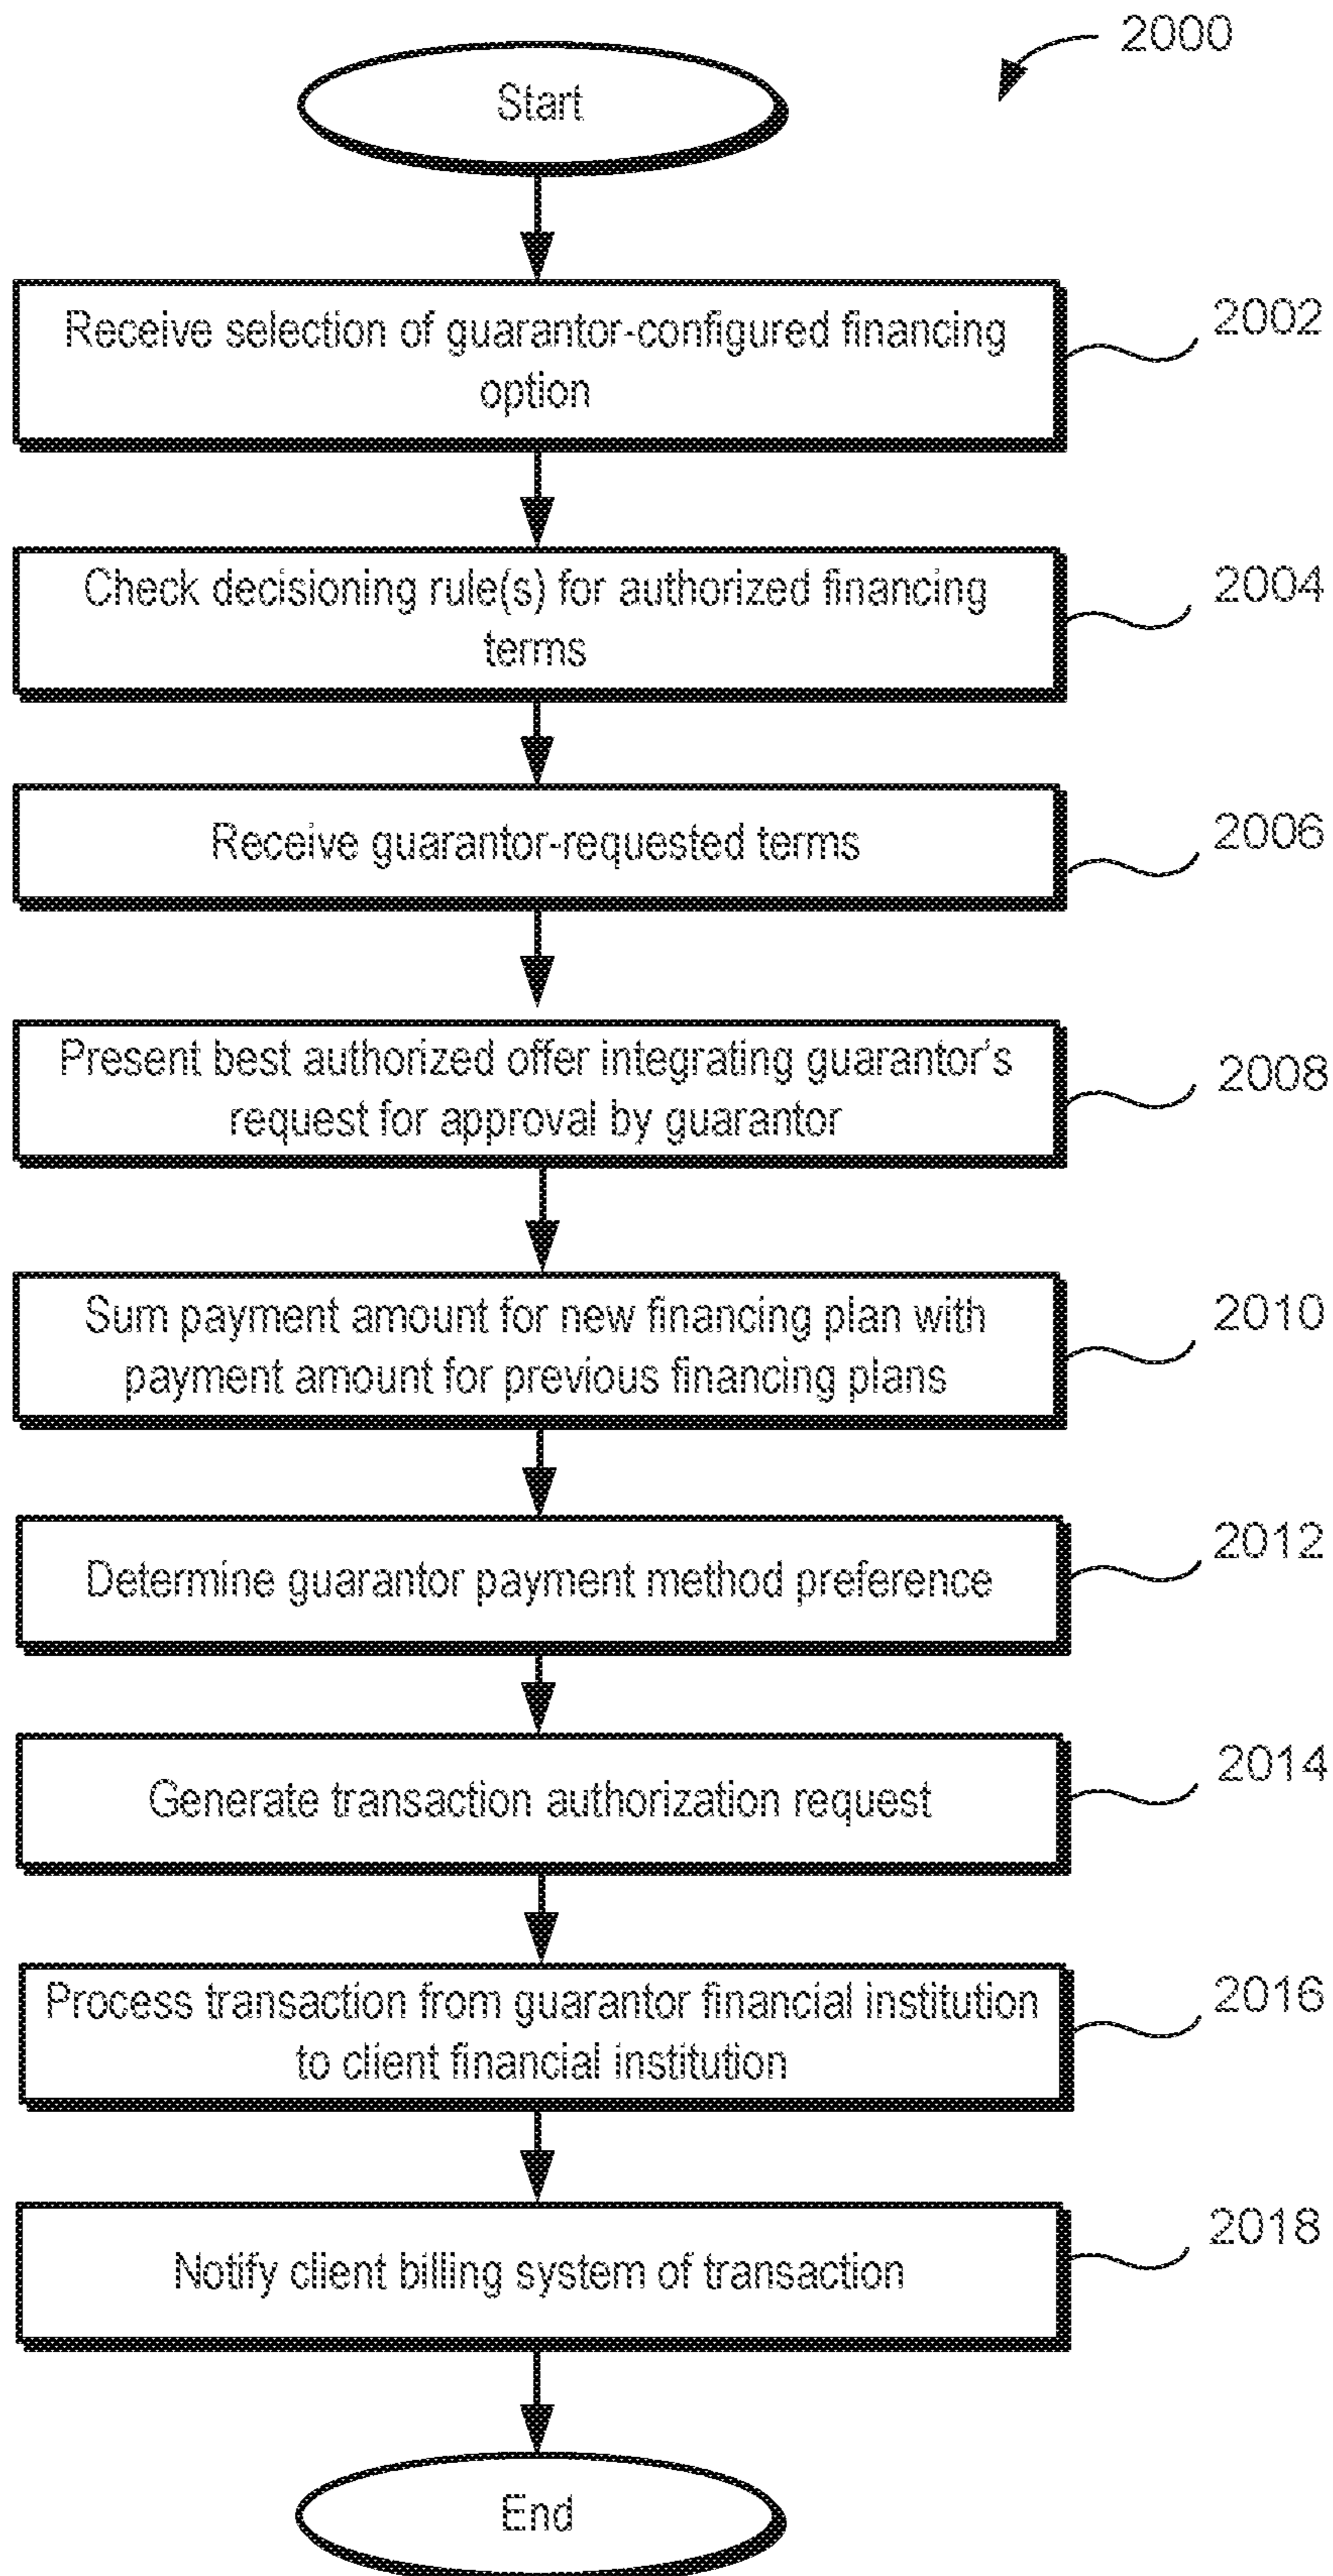 2000
Start
Receive selection of guarantor-configured financing
option
2002
Check decisioning rule(s) for authorized financing
terms
2004
Receive guarantor-requested terms
2006
Present best authorized offer integrating guarantor's
request for approval by guarantor
2008
Sum payment amount for new financing plan with
payment amount for previous financing plans
2010
Determine guarantor payment method preference
2012
Generate transaction authorization request
2014
Process transaction from guarantor financial institution
to client financial institution
2016
Notify client billing system of transaction
2018
End